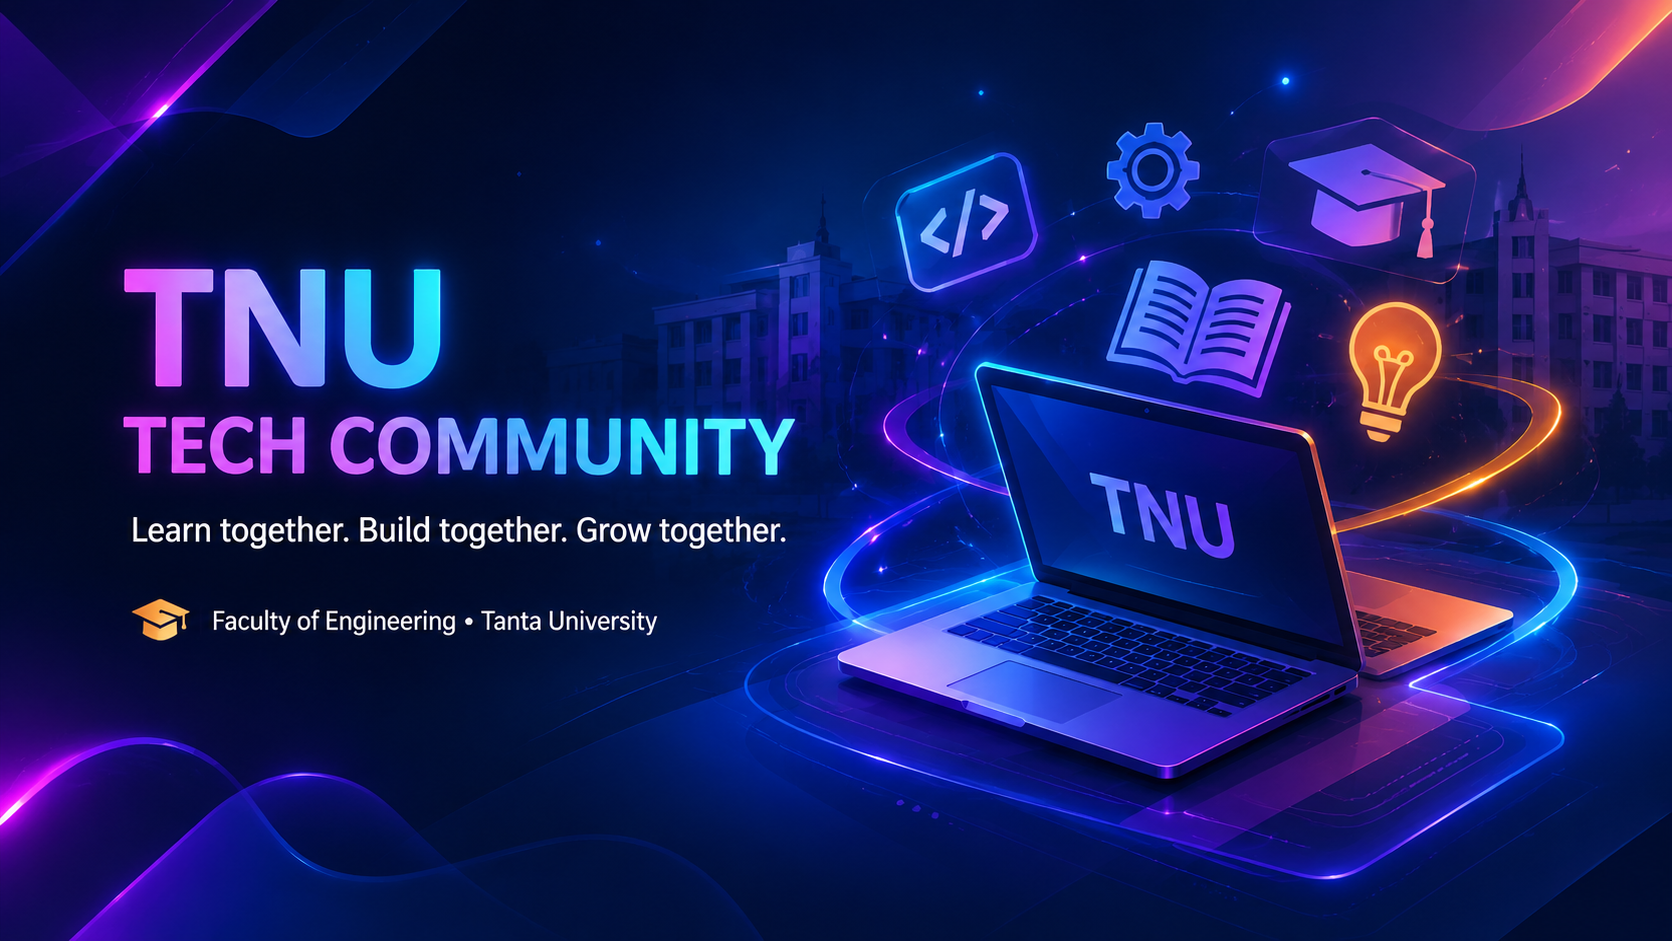 TNU
TECH COMMUNITY
Learn together. Build together. Grow together.
Faculty of Engineering • Tanta University
</>
TNU